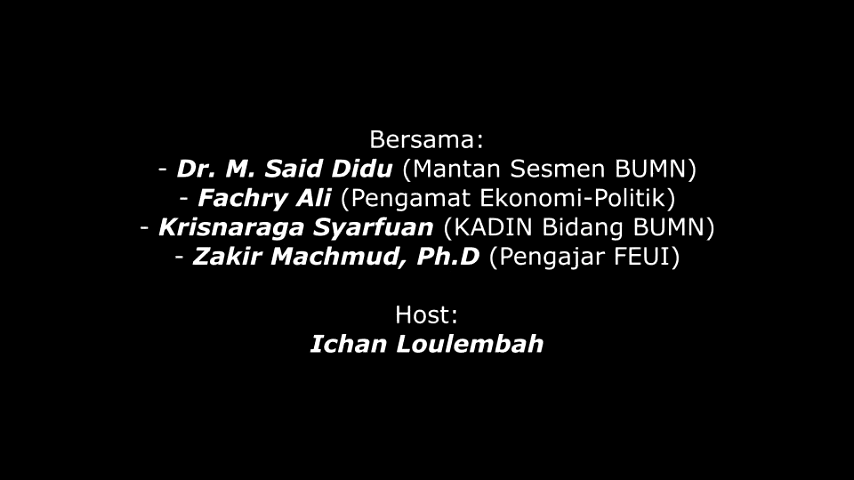 Bersama:
- Dr. M. Said Didu (Mantan Sesmen BUMN)
- Fachry Ali (Pengamat Ekonomi-Politik)
- Krisnaraga Syarfuan (KADIN Bidang BUMN)
- Zakir Machmud, Ph.D (Pengajar FEUI)
Host:
Ichan Loulembah